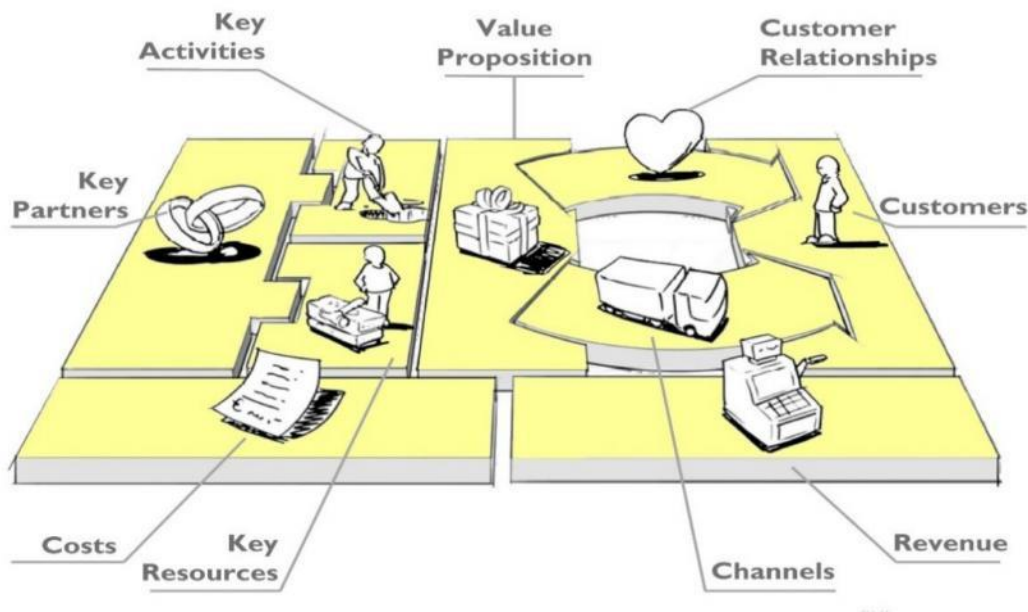 Key
Activities
Value
Proposition
Customer
Relationships
Key
Partners
Customers
Costs
Key
Resources
Channels
Revenue